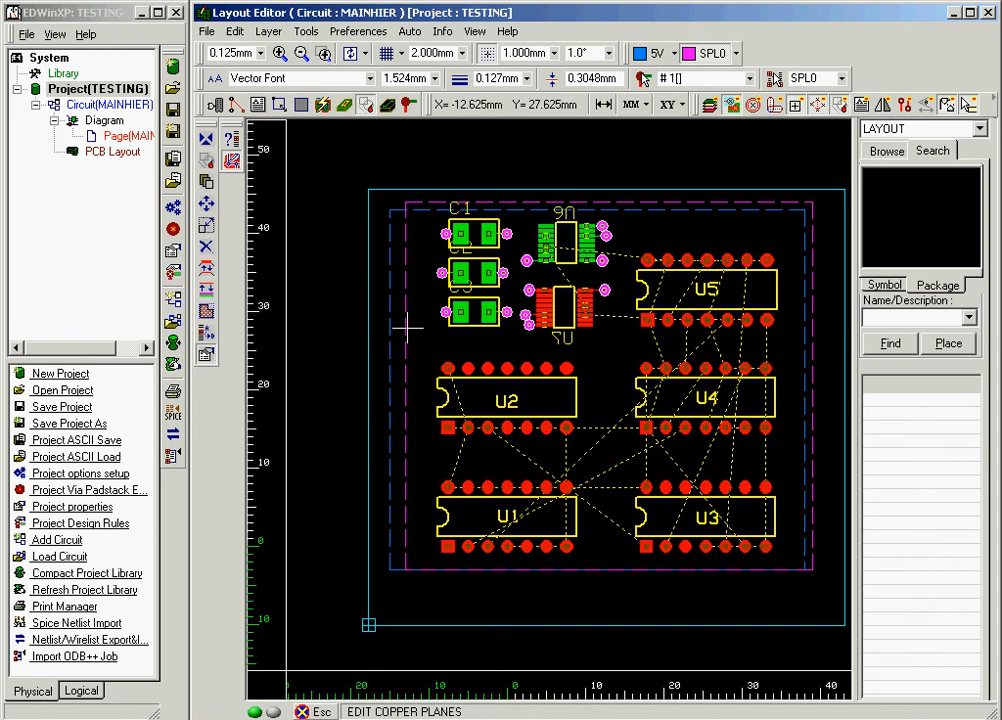 EDWinXP: TESTING
File View Help
System
Library
Project(TESTING)
Circuit(MAINHIER)
Diagram
Page(MAIN
PCB Layout
New Project
Open Project
Save Project
Save Project As
Project ASCII Save
Project ASCII Load
Project options setup
Project Via Padstack E...
Project properties
Project Design Rules
Add Circuit
Load Circuit
Compact Project Library
Refresh Project Library
Print Manager
Spice Netlist Import
Netlist/Wirelist Export&I...
Import ODB++ Job
Physical Logical
SPICE
Layout Editor ( Circuit : MAINHIER ) [Project : TESTING]
File Edit Layer Tools Preferences Auto Info View Help
0.125mm 2.000mm 1.000mm 1.0° 5V SPL0
AA Vector Font 1.524mm 0.127mm 0.3048mm # 1[] SPL0
X= -12.625mm Y= 27.625mm MM XY
50
40
30
20
10
0
10
C1
C2
C3
U6
U7
U5
U2
U4
U1
U3
20 10 0 10 20 30 40
Esc EDIT COPPER PLANES
LAYOUT
Browse Search
Symbol Package
Name/Description:
Find Place